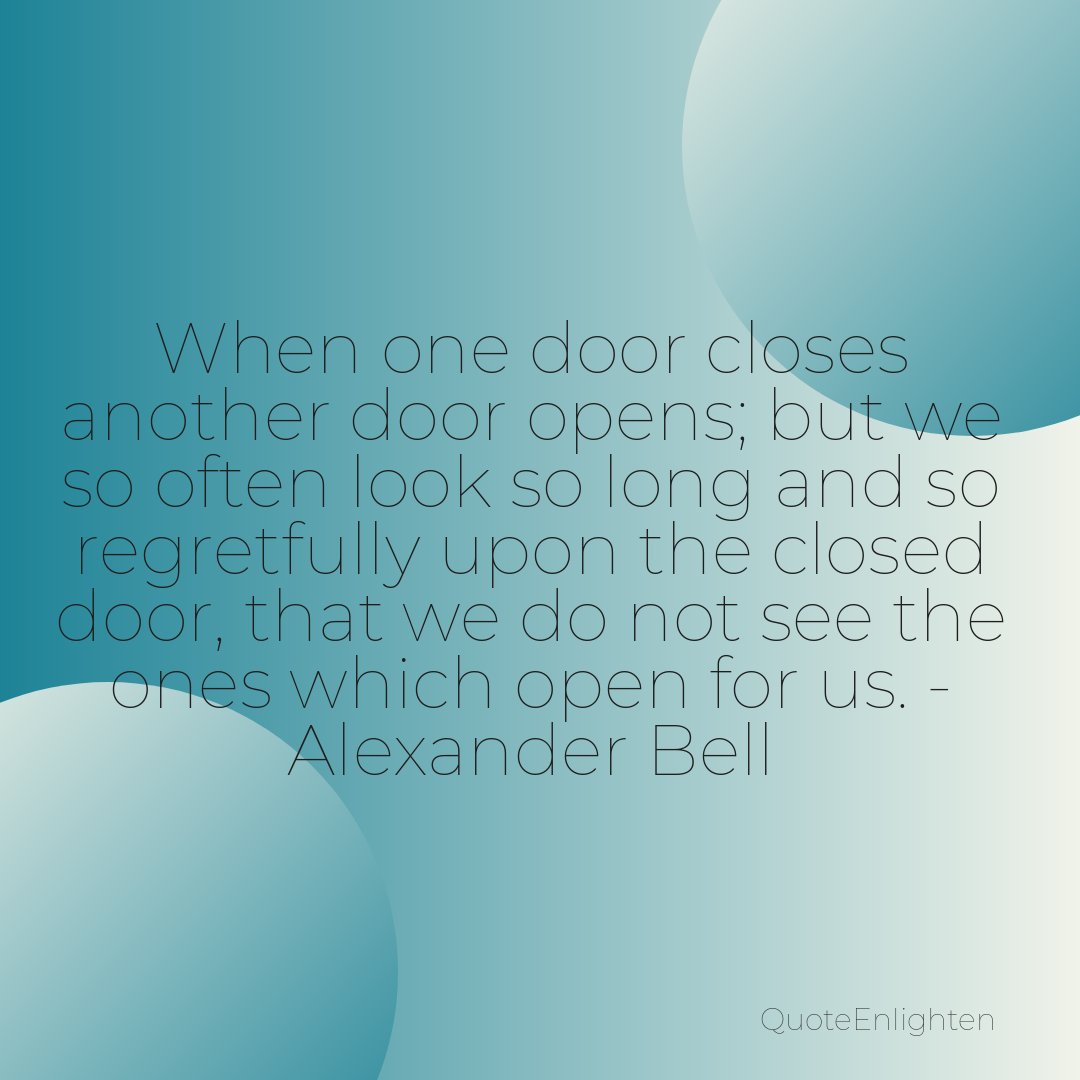 When one door closes
another door opens; but we
so often look so long and so
regretfully upon the closed
door, that we do not see the
ones which open for us. -
Alexander Bell
QuoteEnlighten